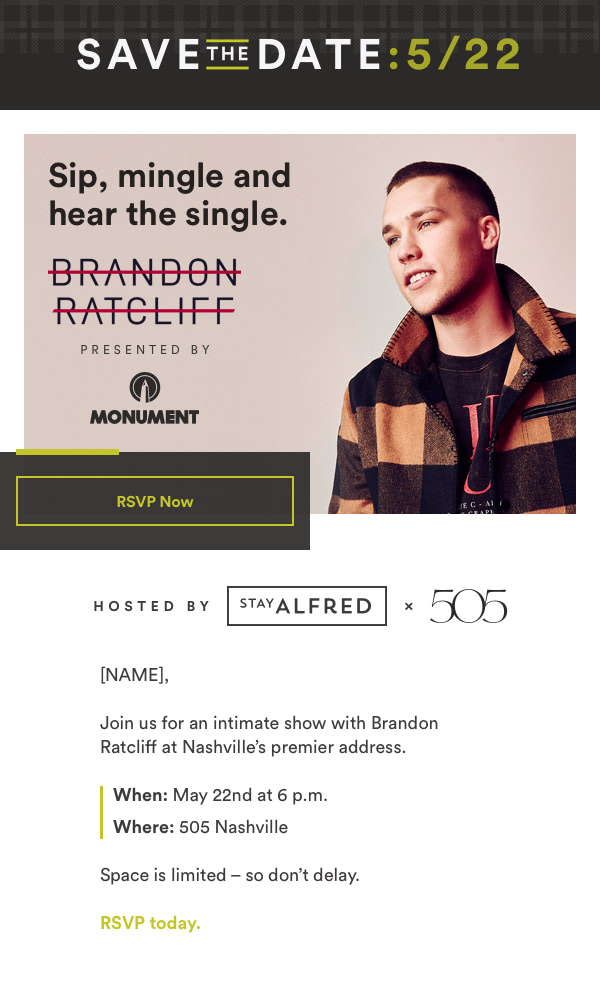 SAVE THE DATE:5/22
Sip, mingle and
hear the single.
BRANDON
RATCLIFF
PRESENTED BY
MONUMENT
RSVP Now
HOSTED BY STAY ALFRED × 505
[NAME],
Join us for an intimate show with Brandon
Ratcliff at Nashville’s premier address.
When: May 22nd at 6 p.m.
Where: 505 Nashville
Space is limited – so don’t delay.
RSVP today.